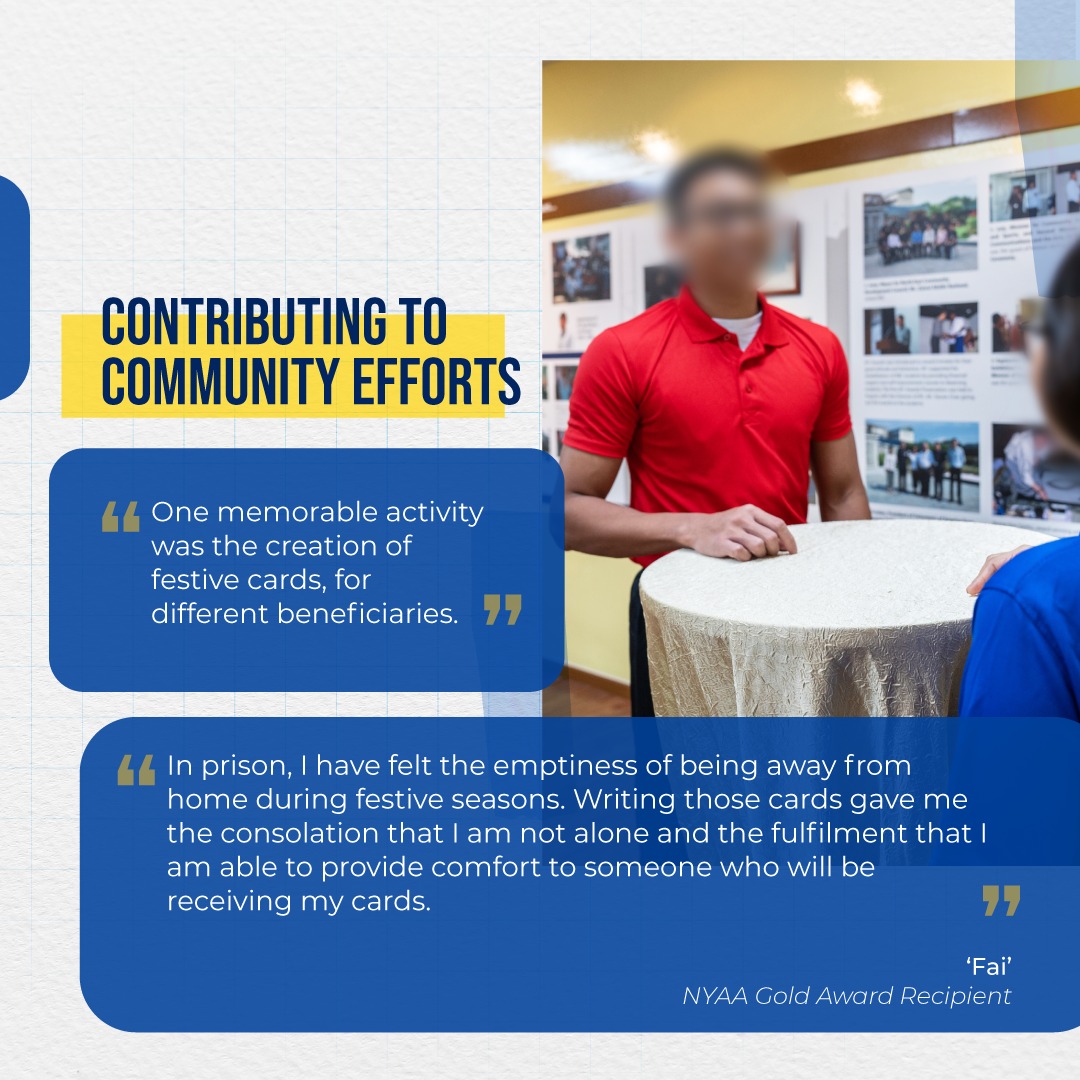 CONTRIBUTING TO
COMMUNITY EFFORTS
“ One memorable activity
was the creation of
festive cards, for
different beneficiaries. ”
“ In prison, I have felt the emptiness of being away from
home during festive seasons. Writing those cards gave me
the consolation that I am not alone and the fulfilment that I
am able to provide comfort to someone who will be
receiving my cards. ”
‘Fai’
NYAA Gold Award Recipient